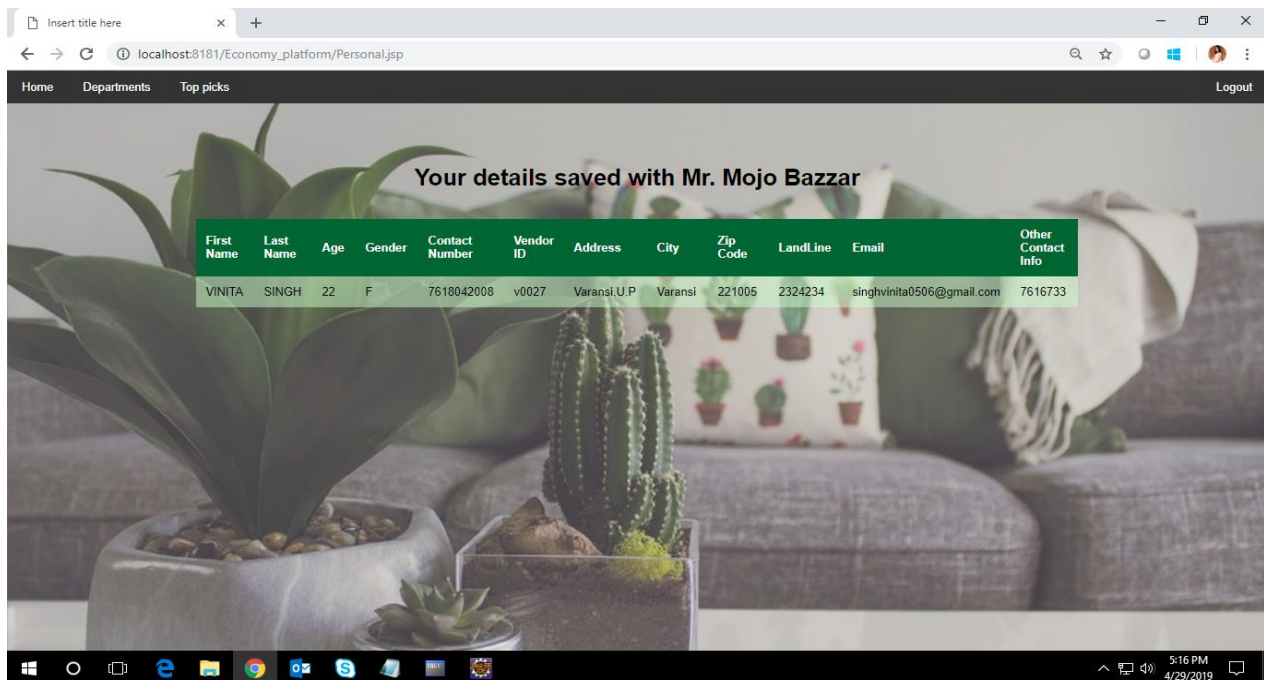 Insert title here
localhost:8181/Economy_platform/Personal.jsp
Home Departments Top picks Logout
Your details saved with Mr. Mojo Bazzar
First Name Last Name Age Gender Contact Number Vendor ID Address City Zip Code LandLine Email Other Contact Info
VINITA SINGH 22 F 7618042008 v0027 Varansi,U.P Varansi 221005 2324234 singhvinita0506@gmail.com 7616733
5:16 PM
4/29/2019